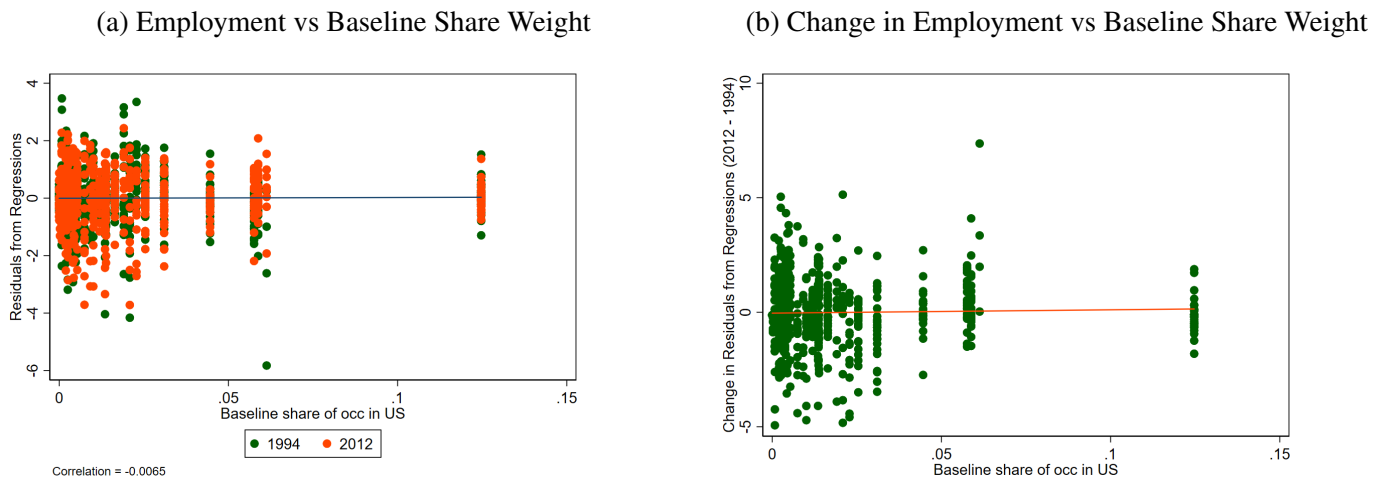 (a) Employment vs Baseline Share Weight
Residuals from Regressions
4
2
0
-2
-4
-6
0
.05
.1
.15
Baseline share of occ in US
1994
2012
Correlation = -0.0065
(b) Change in Employment vs Baseline Share Weight
Change in Residuals from Regressions (2012 - 1994)
10
5
0
-5
0
.05
.1
.15
Baseline share of occ in US